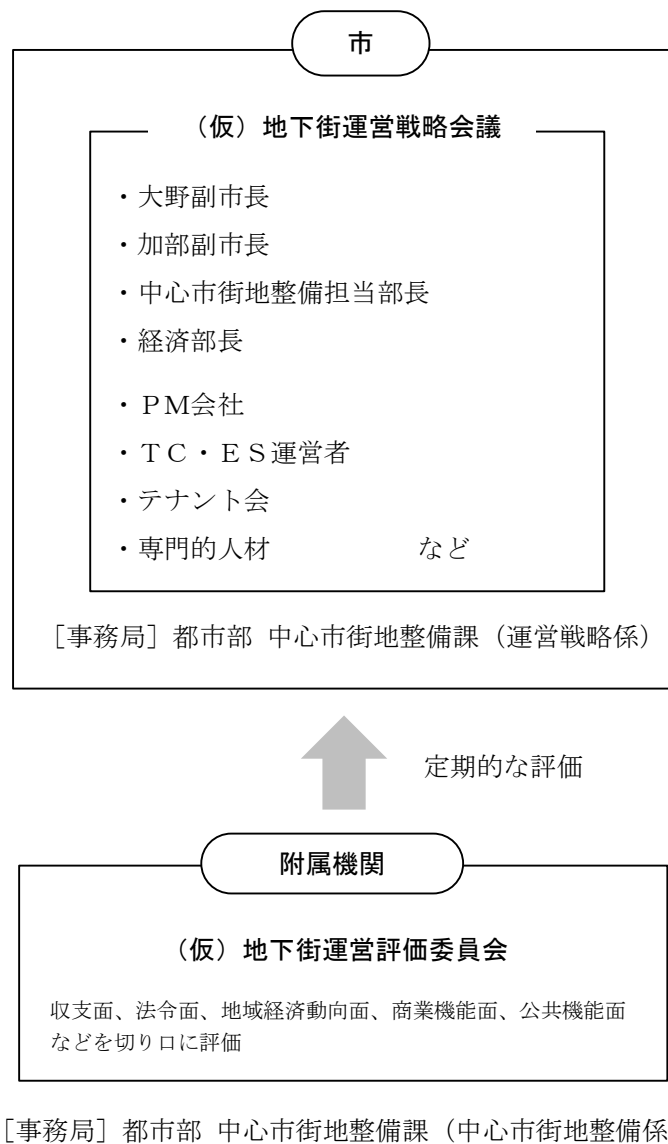 市
（仮）地下街運営戦略会議
・大野副市長
・加部副市長
・中心市街地整備担当部長
・経済部長
・ＰＭ会社
・ＴＣ・ＥＳ運営者
・テナント会
・専門的人材　　　　など
［事務局］都市部 中心市街地整備課（運営戦略係）
定期的な評価
附属機関
（仮）地下街運営評価委員会
収支面、法令面、地域経済動向面、商業機能面、公共機能面
などを切り口に評価
［事務局］都市部 中心市街地整備課（中心市街地整備係